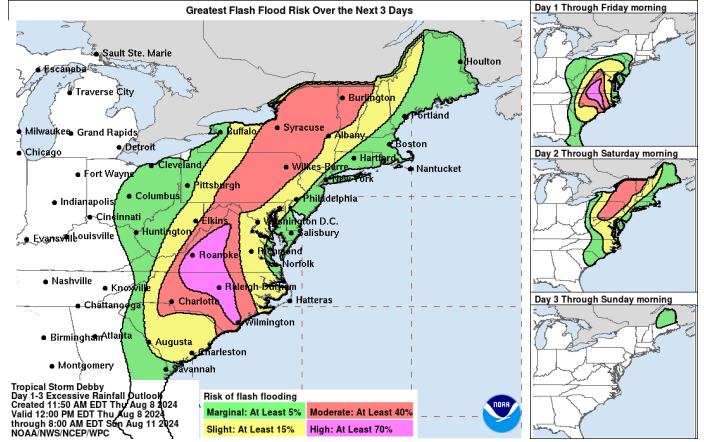 Greatest Flash Flood Risk Over the Next 3 Days
Sault Ste. Marie
Escanaba
Houlton
Traverse City
Burlington
Portland
Milwaukee
Grand Rapids
Buffalo
Syracuse
Albany
Boston
Chicago
Detroit
Hartford
Cleveland
Wilkes-Barre
Nantucket
Fort Wayne
New York
Pittsburgh
Columbus
Philadelphia
Indianapolis
Cincinnati
Elkins
Washington D.C.
Evansville
Louisville
Huntington
Salisbury
Roanoke
Richmond
Norfolk
Nashville
Knoxville
Raleigh-Durham
Chattanooga
Charlotte
Hatteras
Wilmington
Birmingham
Atlanta
Augusta
Charleston
Montgomery
Savannah
Tropical Storm Debby
Day 1-3 Excessive Rainfall Outlook
Created 11:50 AM EDT Thu Aug 8 2024
Valid 12:00 PM EDT Thu Aug 8 2024
through 8:00 AM EDT Sun Aug 11 2024
NOAA/NWS/NCEP/WPC
Risk of flash flooding
Marginal: At Least 5%
Moderate: At Least 40%
Slight: At Least 15%
High: At Least 70%
NOAA
Day 1 Through Friday morning
Day 2 Through Saturday morning
Day 3 Through Sunday morning